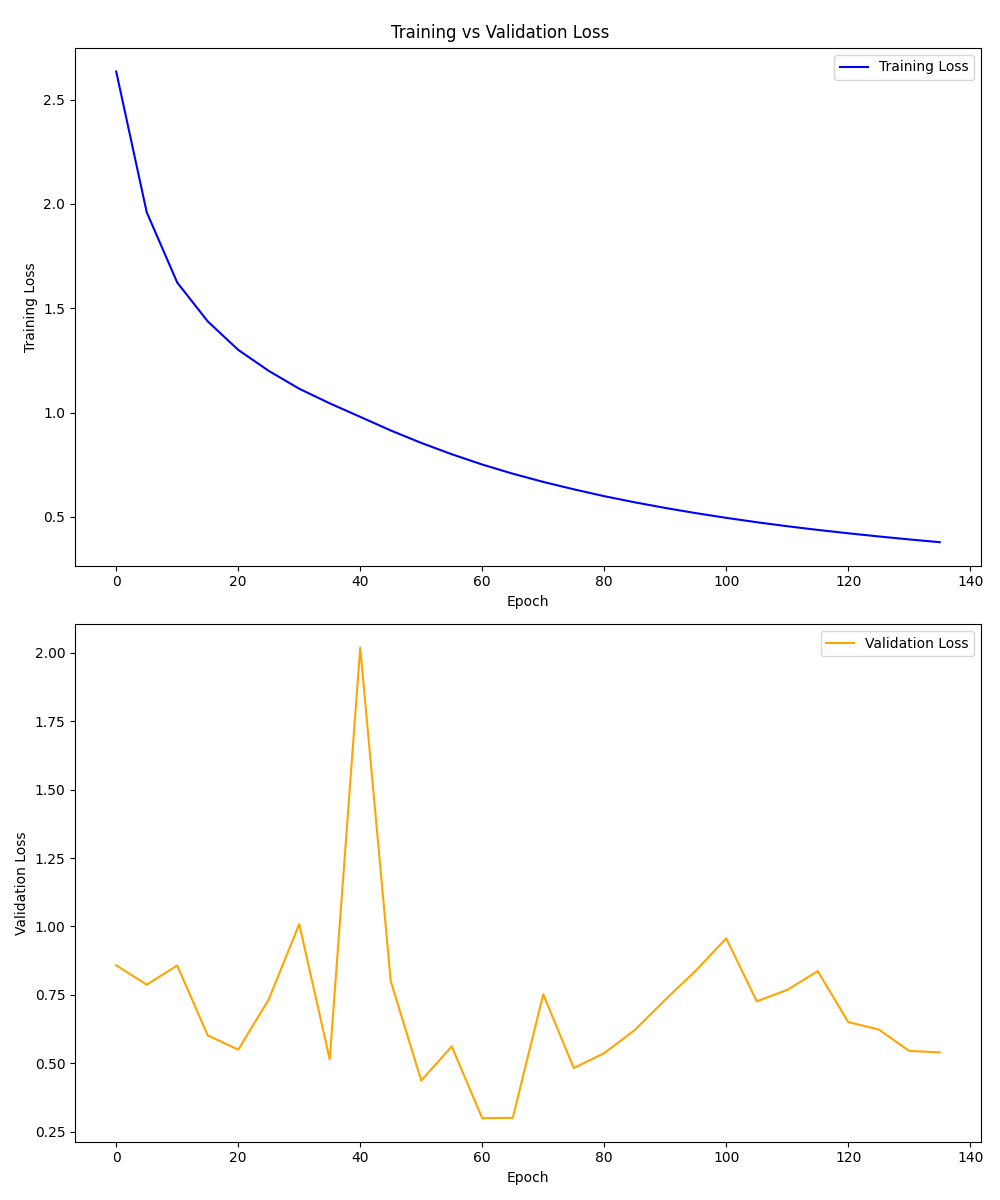 Training vs Validation Loss
Training Loss
2.5
2.0
1.5
1.0
0.5
Training Loss
0 20 40 60 80 100 120 140
Epoch
Validation Loss
2.00
1.75
1.50
1.25
1.00
0.75
0.50
0.25
Validation Loss
0 20 40 60 80 100 120 140
Epoch